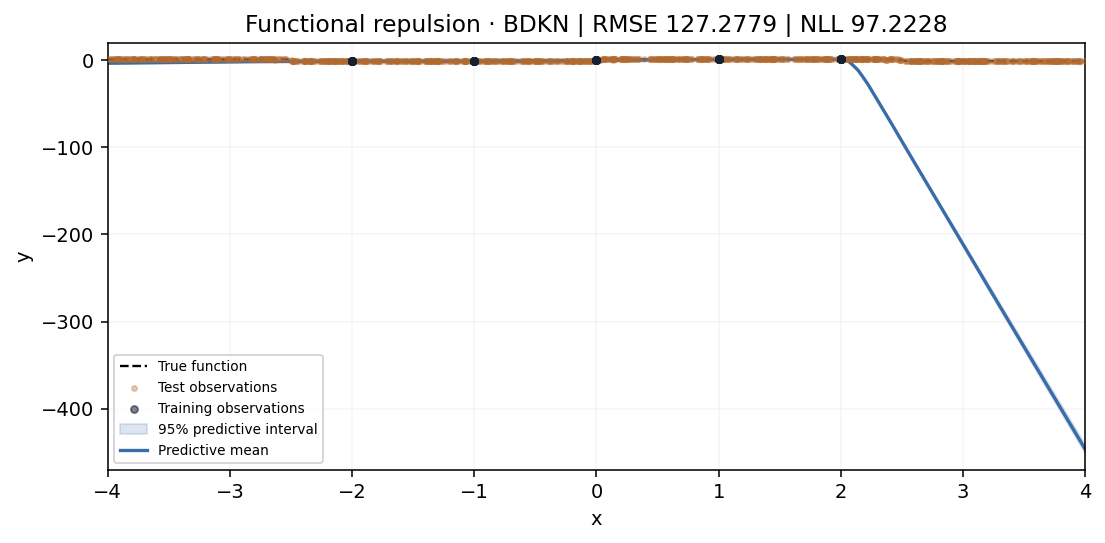 Functional repulsion · BDKN | RMSE 127.2779 | NLL 97.2228
0
−100
−200
−300
−400
y
True function
Test observations
Training observations
95% predictive interval
Predictive mean
−4
−3
−2
−1
0
1
2
3
4
x